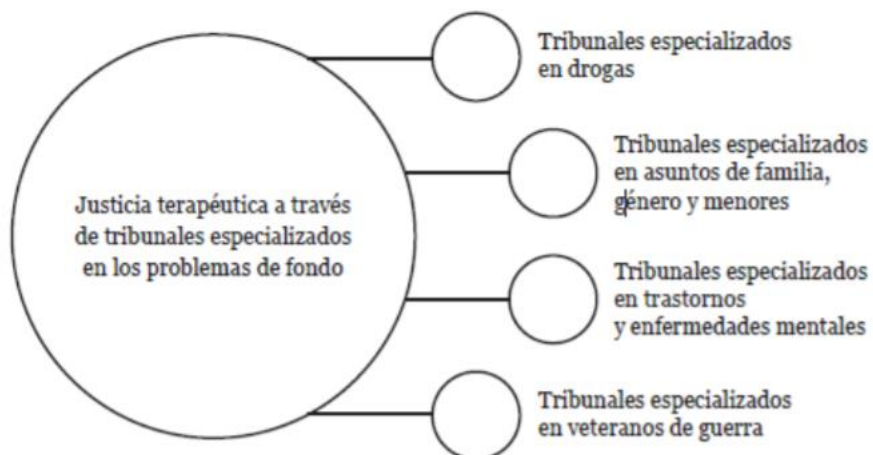 Tribunales especializados
en drogas
Tribunales especializados
en asuntos de familia,
género y menores
Justicia terapéutica a través
de tribunales especializados
en los problemas de fondo
Tribunales especializados
en trastornos
y enfermedades mentales
Tribunales especializados
en veteranos de guerra